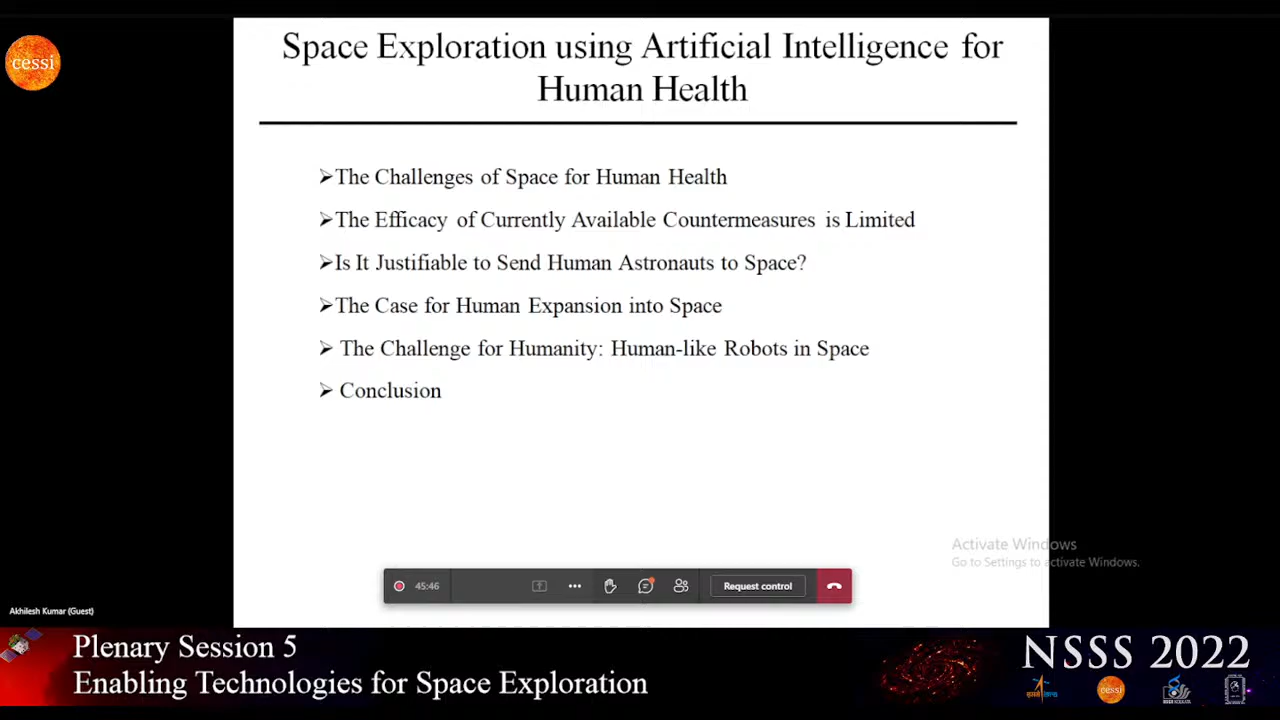 cessi
Space Exploration using Artificial Intelligence for
Human Health
➢The Challenges of Space for Human Health
➢The Efficacy of Currently Available Countermeasures is Limited
➢Is It Justifiable to Send Human Astronauts to Space?
➢The Case for Human Expansion into Space
➢ The Challenge for Humanity: Human-like Robots in Space
➢ Conclusion
Activate Windows
Go to Settings to activate Windows.
45:46
Request control
Akhilesh Kumar (Guest)
Plenary Session 5
Enabling Technologies for Space Exploration
NSSS 2022
cessi